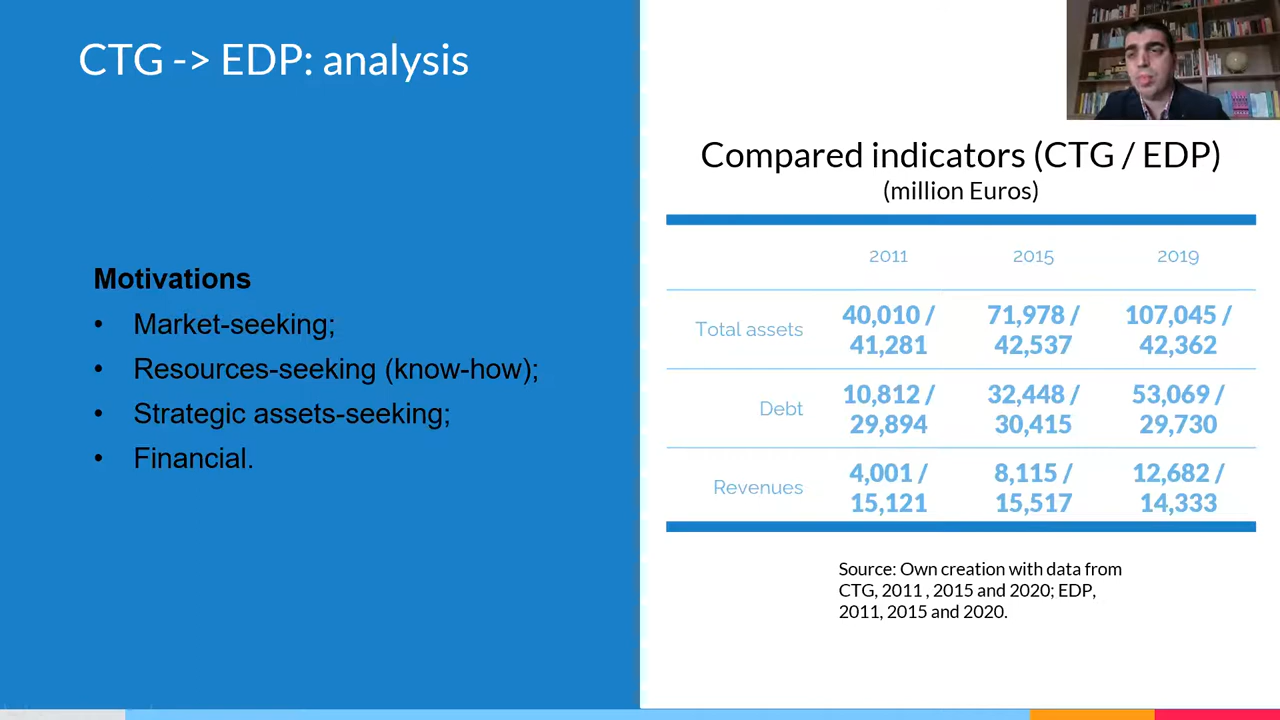 CTG -> EDP: analysis
Motivations
• Market-seeking;
• Resources-seeking (know-how);
• Strategic assets-seeking;
• Financial.
Compared indicators (CTG / EDP)
(million Euros)
2011 2015 2019
Total assets 40,010 / 41,281 71,978 / 42,537 107,045 / 42,362
Debt 10,812 / 29,894 32,448 / 30,415 53,069 / 29,730
Revenues 4,001 / 15,121 8,115 / 15,517 12,682 / 14,333
Source: Own creation with data from
CTG, 2011 , 2015 and 2020; EDP,
2011, 2015 and 2020.